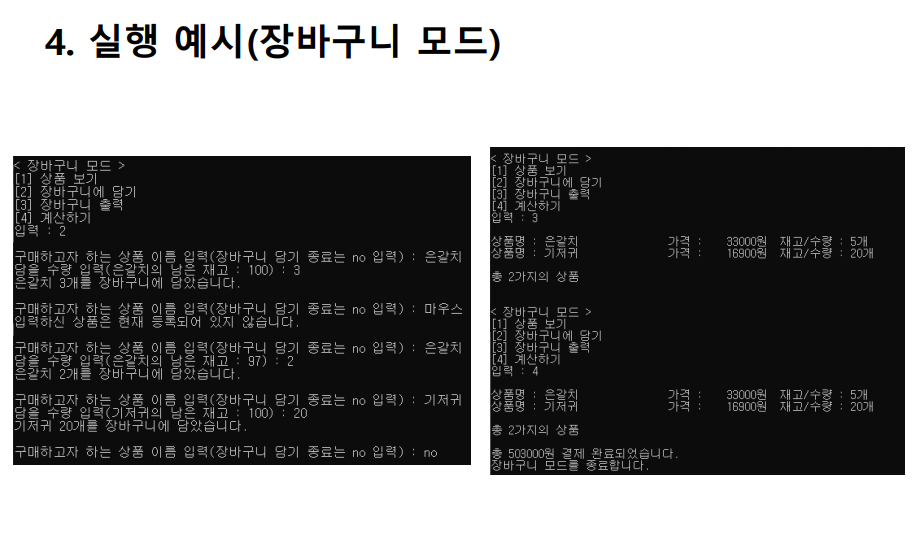 4. 실행 예시(장바구니 모드)
< 장바구니 모드 >
[1] 상품 보기
[2] 장바구니에 담기
[3] 장바구니 출력
[4] 계산하기
입력 : 2
구매하고자 하는 상품 이름 입력(장바구니 담기 종료는 no 입력) : 은갈치
담을 수량 입력(은갈치의 남은 재고 : 100) : 3
은갈치 3개를 장바구니에 담았습니다.
구매하고자 하는 상품 이름 입력(장바구니 담기 종료는 no 입력) : 마우스
입력하신 상품은 현재 등록되어 있지 않습니다.
구매하고자 하는 상품 이름 입력(장바구니 담기 종료는 no 입력) : 은갈치
담을 수량 입력(은갈치의 남은 재고 : 97) : 2
은갈치 2개를 장바구니에 담았습니다.
구매하고자 하는 상품 이름 입력(장바구니 담기 종료는 no 입력) : 기저귀
담을 수량 입력(기저귀의 남은 재고 : 100) : 20
기저귀 20개를 장바구니에 담았습니다.
구매하고자 하는 상품 이름 입력(장바구니 담기 종료는 no 입력) : no
< 장바구니 모드 >
[1] 상품 보기
[2] 장바구니에 담기
[3] 장바구니 출력
[4] 계산하기
입력 : 3
상품명 : 은갈치 가격 : 33000원 재고/수량 : 5개
상품명 : 기저귀 가격 : 16900원 재고/수량 : 20개
총 2가지의 상품
< 장바구니 모드 >
[1] 상품 보기
[2] 장바구니에 담기
[3] 장바구니 출력
[4] 계산하기
입력 : 4
상품명 : 은갈치 가격 : 33000원 재고/수량 : 5개
상품명 : 기저귀 가격 : 16900원 재고/수량 : 20개
총 2가지의 상품
총 503000원 결제 완료되었습니다.
장바구니 모드를 종료합니다.